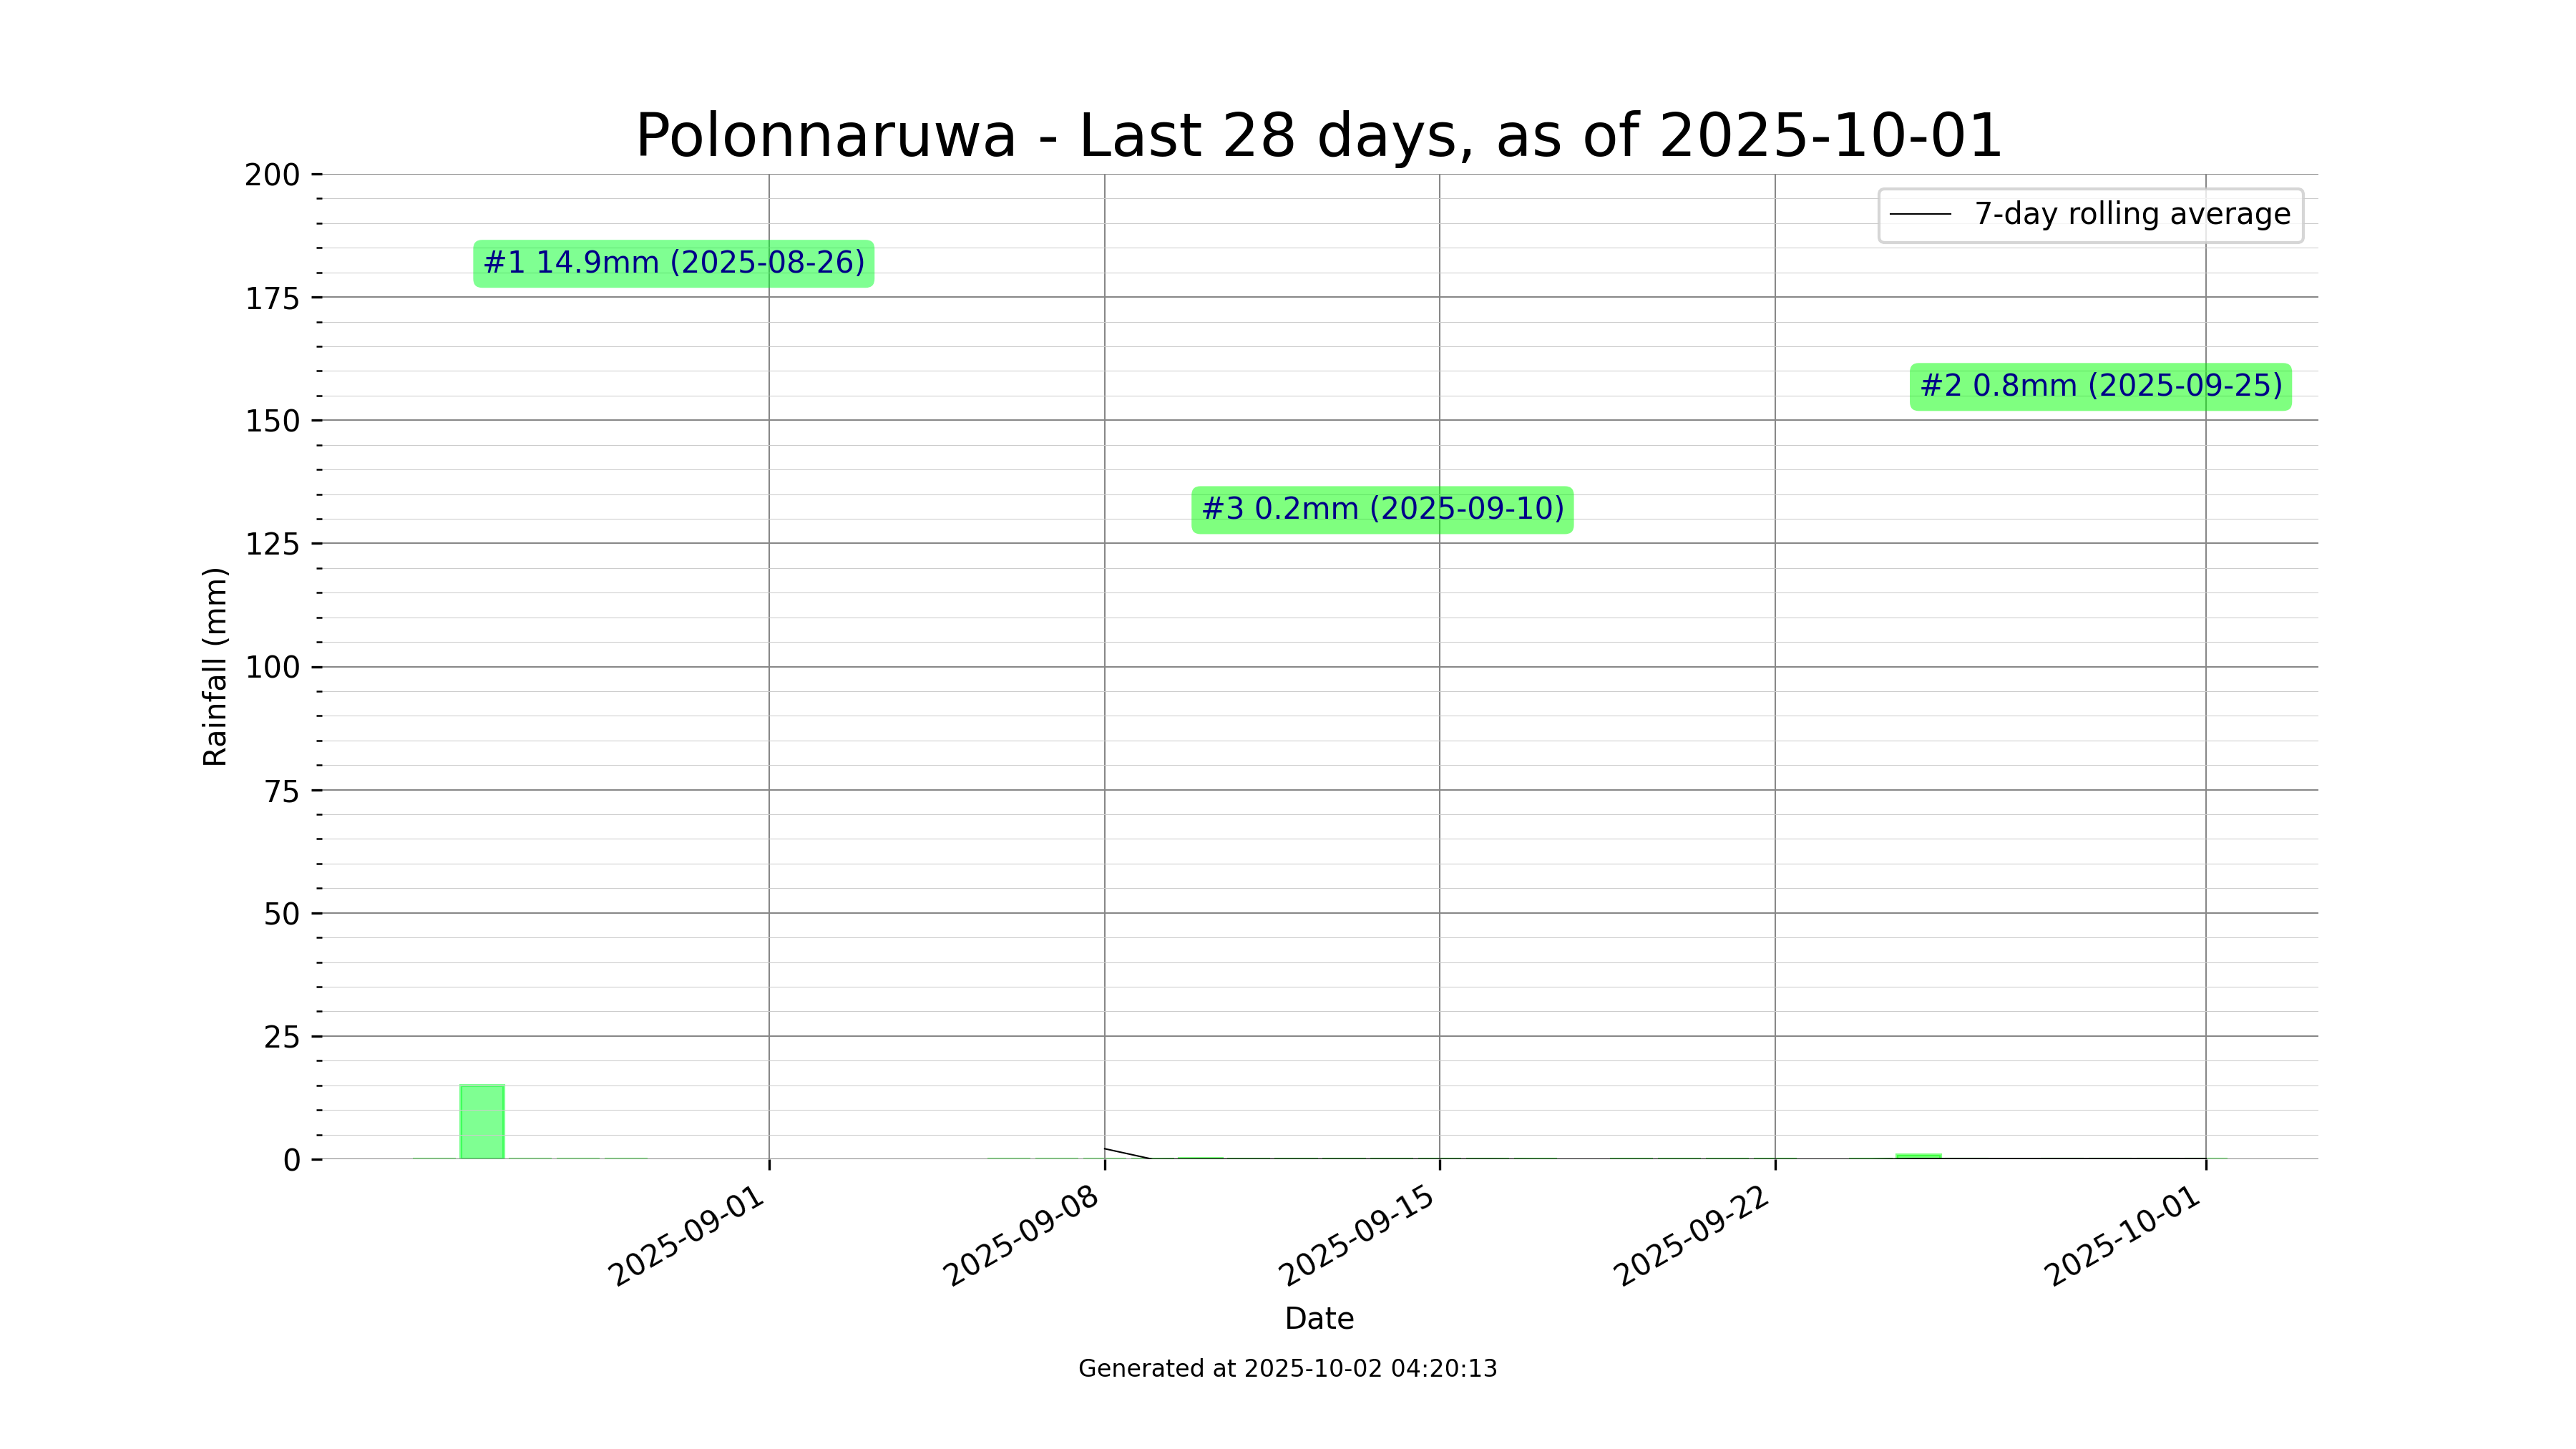 Polonnaruwa - Last 28 days, as of 2025-10-01
7-day rolling average
#1 14.9mm (2025-08-26)
#2 0.8mm (2025-09-25)
#3 0.2mm (2025-09-10)
Rainfall (mm)
200
175
150
125
100
75
50
25
0
2025-09-01
2025-09-08
2025-09-15
2025-09-22
2025-10-01
Date
Generated at 2025-10-02 04:20:13